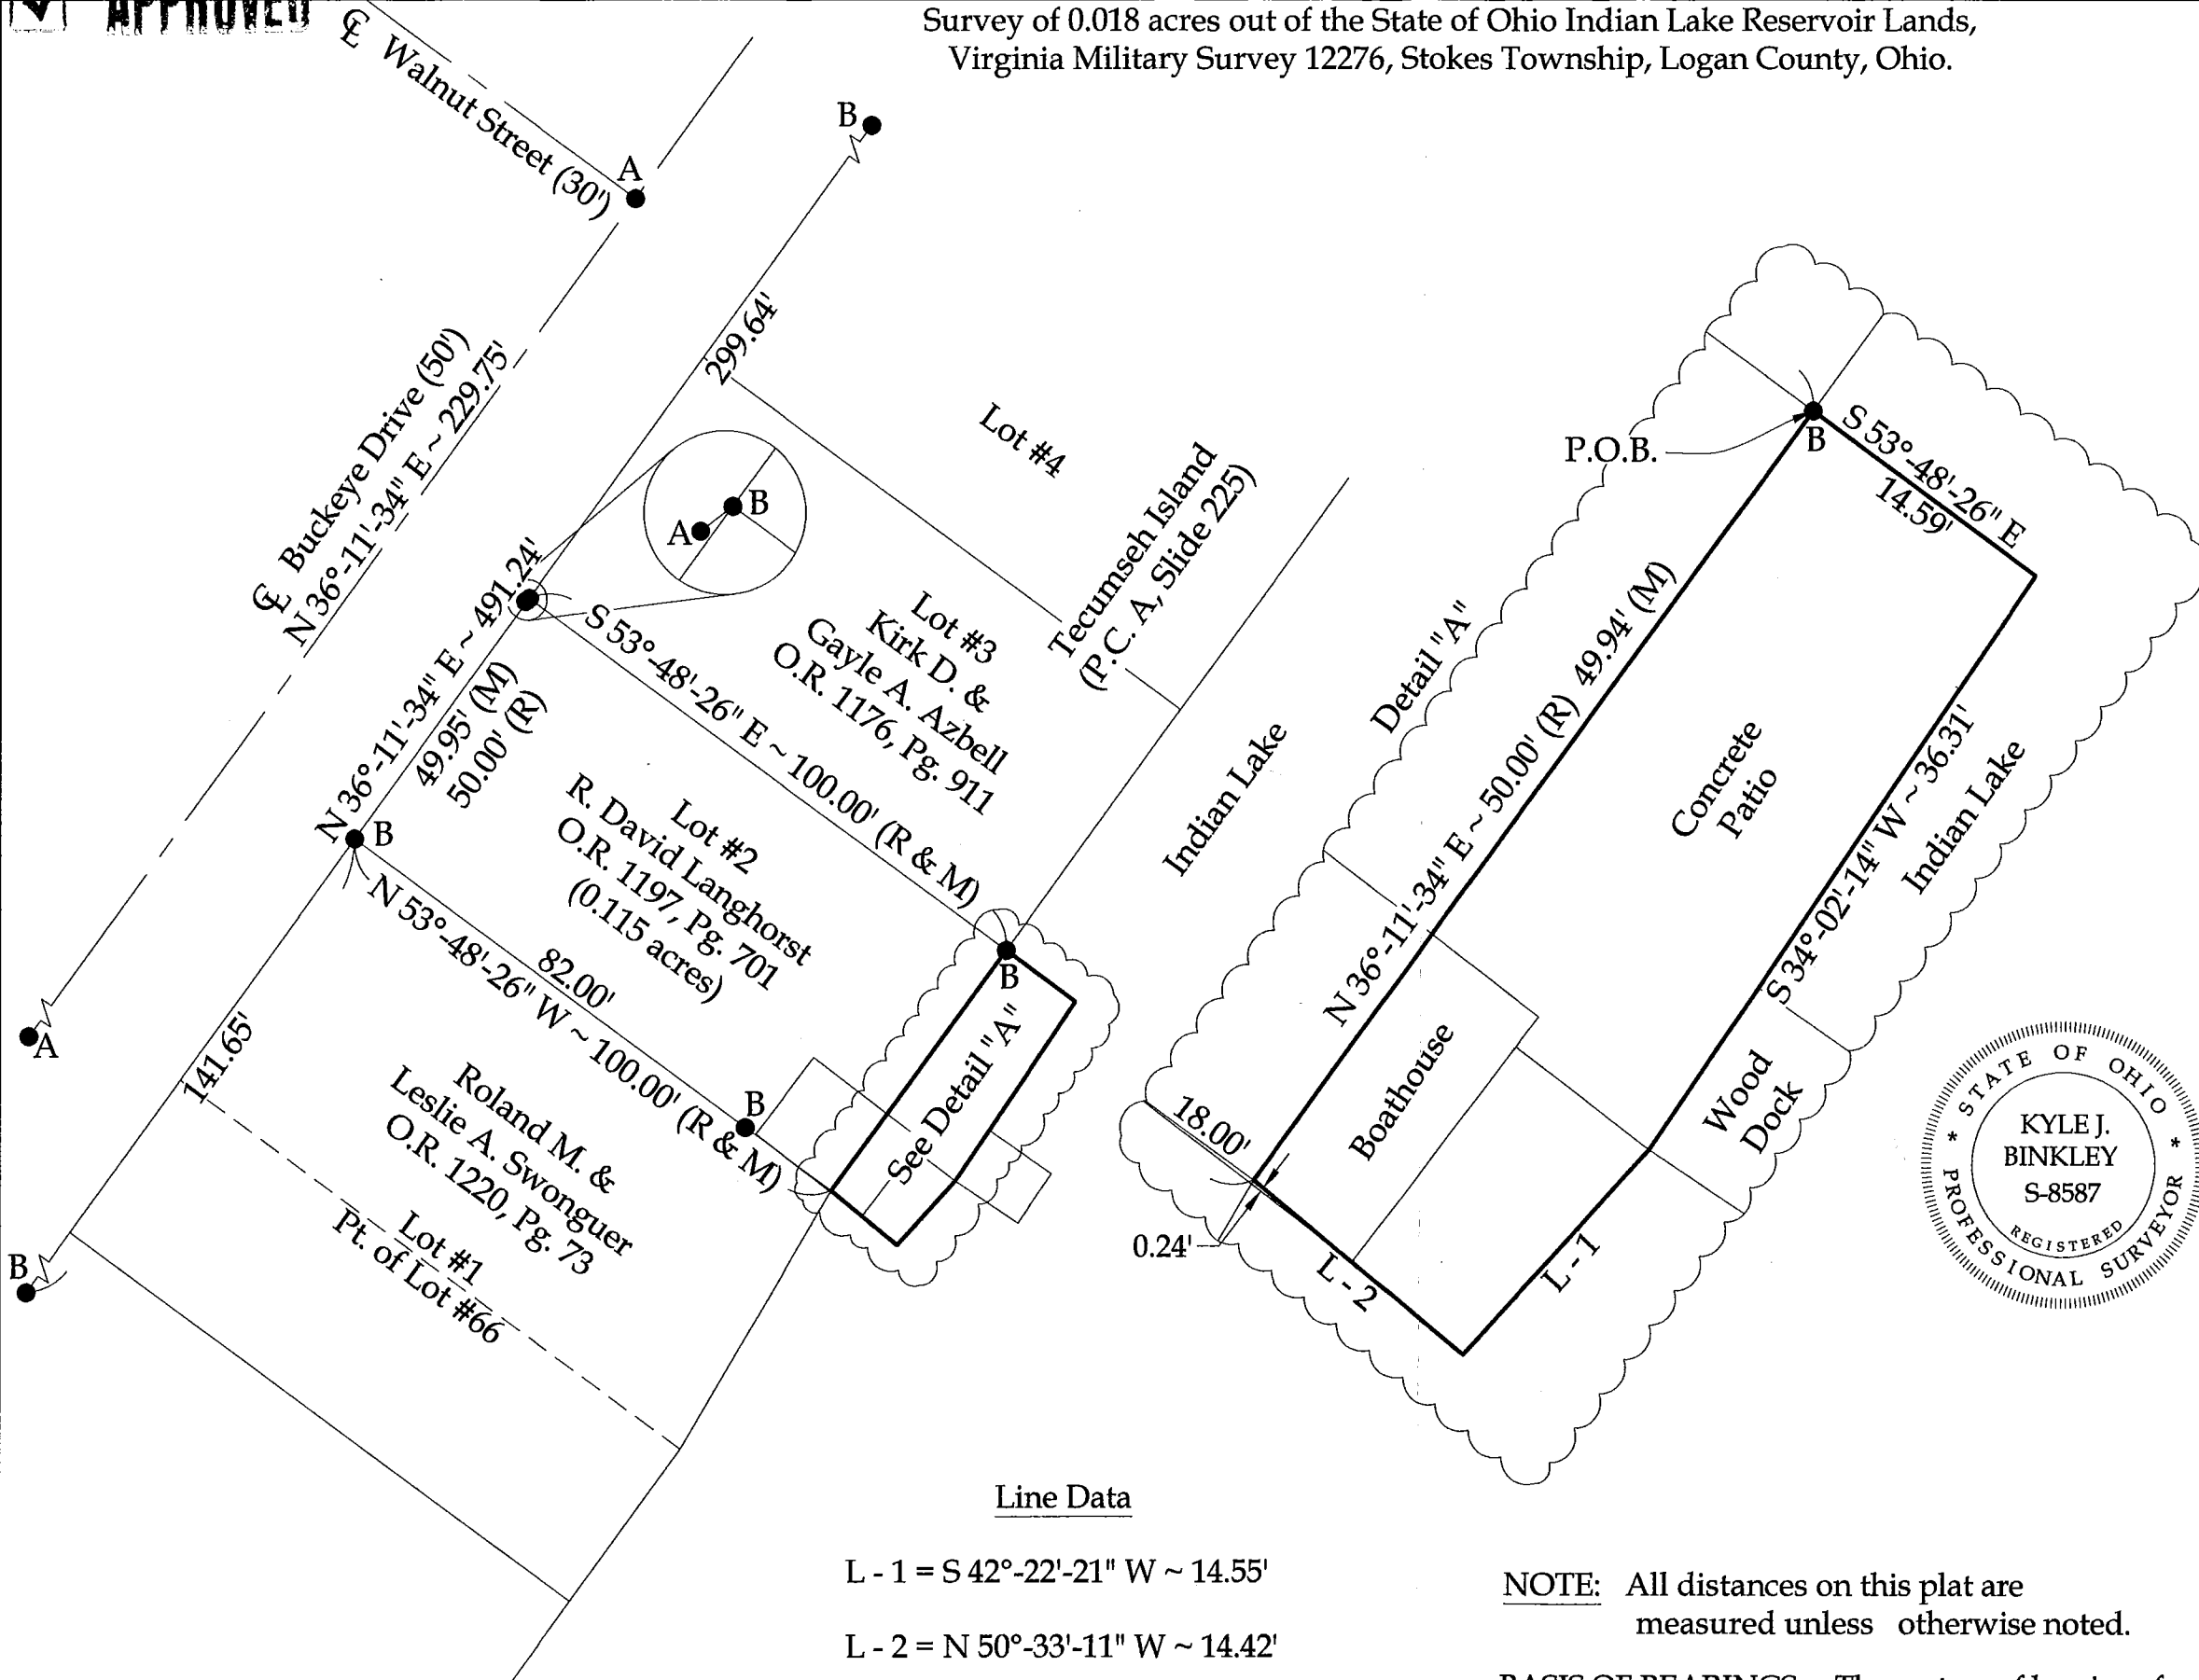 APPROVED
Survey of 0.018 acres out of the State of Ohio Indian Lake Reservoir Lands,
Virginia Military Survey 12276, Stokes Township, Logan County, Ohio.
℄ Walnut Street (30')
A
B
299.64'
℄ Buckeye Drive (50')
N 36°-11'-34" E ~ 229.75'
Lot #4
B
A
Tecumseh Island
(P.C. A, Slide 225)
N 36°-11'-34" E ~ 491.24'
49.95' (M)
50.00' (R)
S 53°-48'-26" E ~ 100.00' (R & M)
Lot #3
Kirk D. &
Gayle A. Azbell
O.R. 1176, Pg. 911
Indian Lake
B
Lot #2
R. David Langhorst
O.R. 1197, Pg. 701
(0.115 acres)
82.00'
N 53°-48'-26" W ~ 100.00' (R & M)
B
B
See Detail "A"
A
141.65'
Roland M. &
Leslie A. Swonguer
O.R. 1220, Pg. 73
Lot #1
Pt. of Lot #66
B
Detail "A"
P.O.B.
B
S 53°-48'-26" E
14.59'
N 36°-11'-34" E ~ 50.00' (R) 49.94' (M)
Concrete
Patio
S 34°-02'-14" W ~ 36.31'
Indian Lake
Boathouse
Wood
Dock
18.00'
0.24'
L - 2
L - 1
STATE OF OHIO
KYLE J.
BINKLEY
S-8587
REGISTERED
PROFESSIONAL SURVEYOR
Line Data
L - 1 = S 42°-22'-21" W ~ 14.55'
L - 2 = N 50°-33'-11" W ~ 14.42'
NOTE: All distances on this plat are
measured unless otherwise noted.